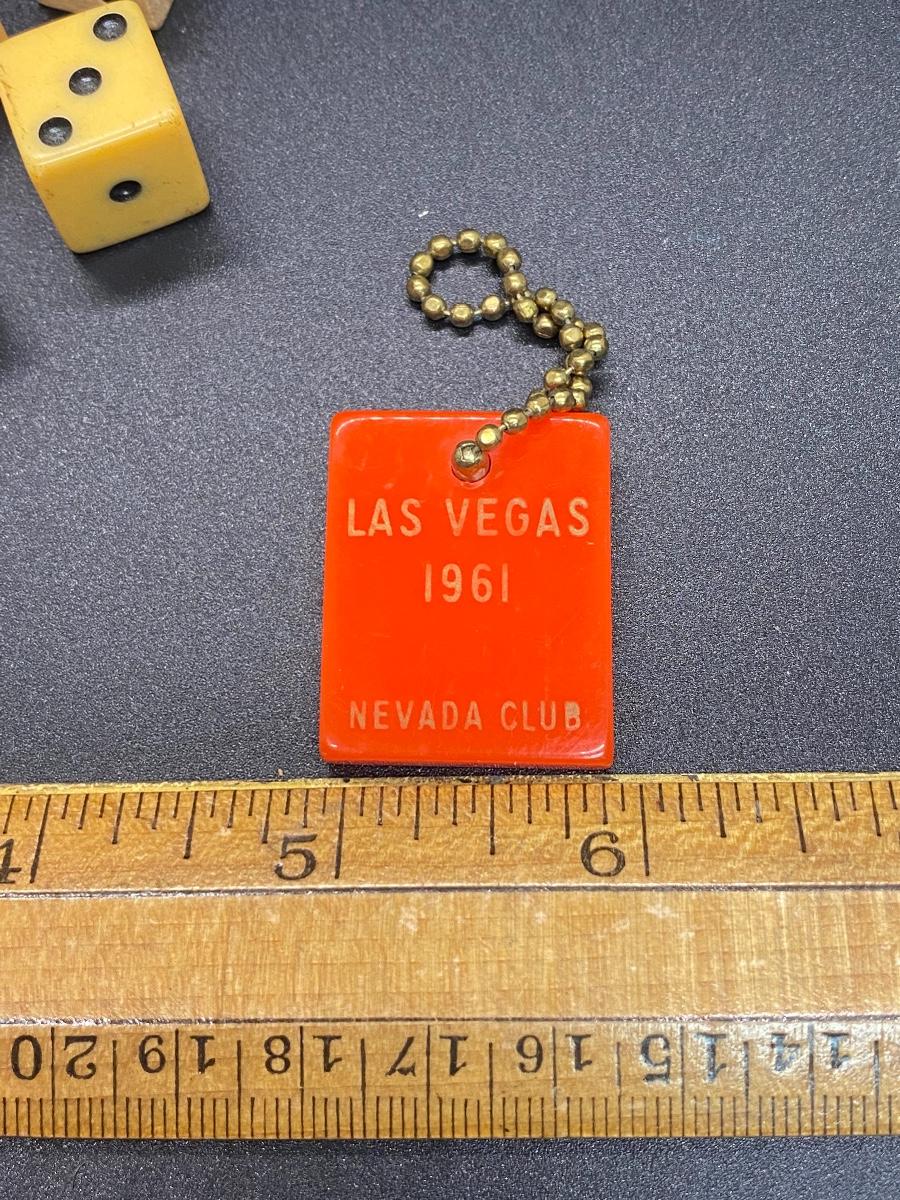 LAS VEGAS
1961
NEVADA CLUB
4 5 6
20 19 18 17 16 15 14